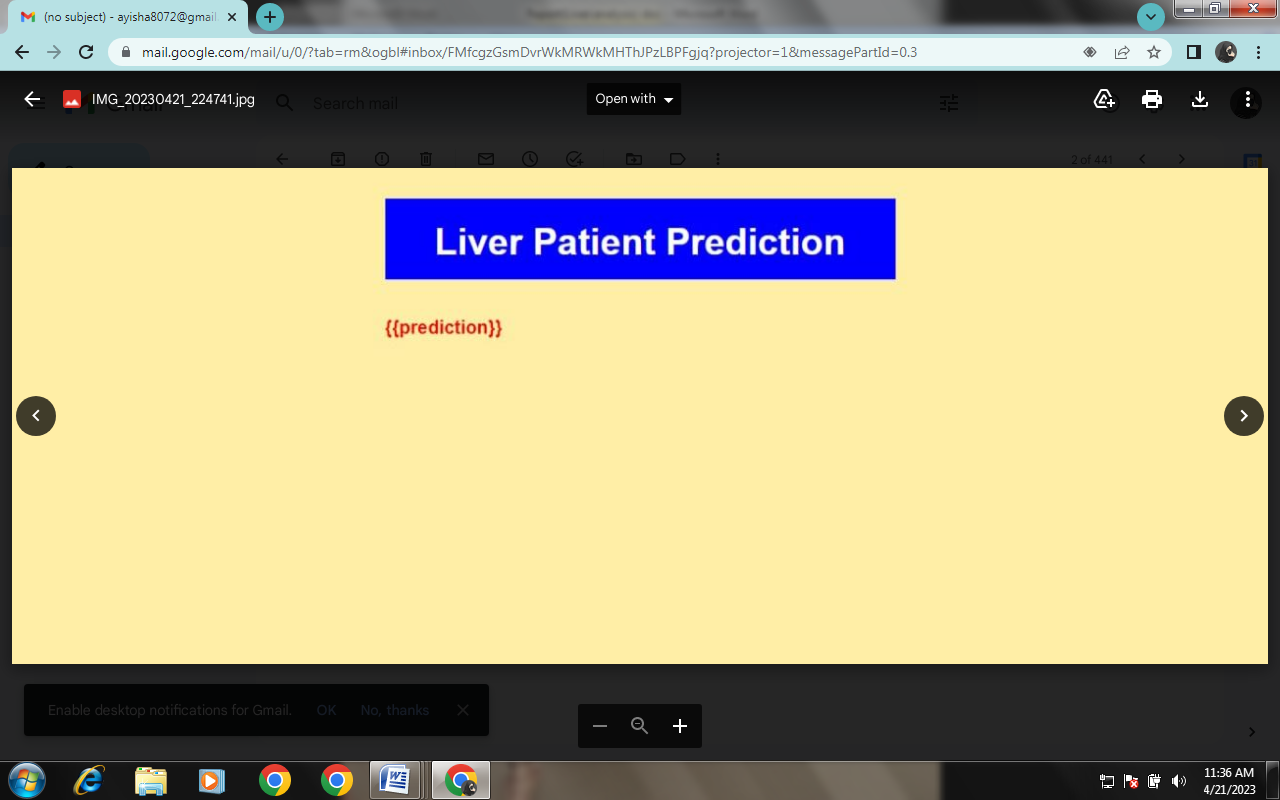 (no subject) - ayisha8072@gmail
mail.google.com/mail/u/0/?tab=rm&ogbl#inbox/FMfcgzGsmDvrWkMRWkMHThJPzLBPFgjq?projector=1&messagePartId=0.3
IMG_20230421_224741.jpg
Search mail
Open with
2 of 441
Liver Patient Prediction
{{prediction}}
Enable desktop notifications for Gmail. OK No, thanks
11:36 AM
4/21/2023